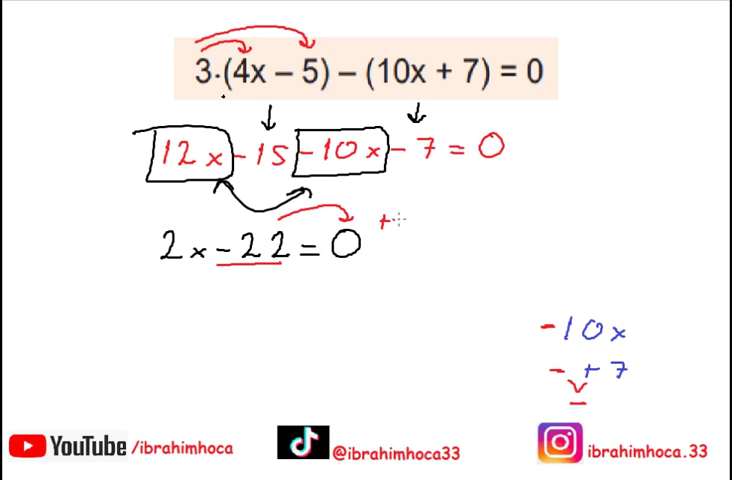 3·(4x – 5) – (10x + 7) = 0
12x -15 -10x - 7 = 0
2x - 22 = 0 +
-10x
- + 7
-
YouTube /ibrahimhoca
@ibrahimhoca33
ibrahimhoca.33